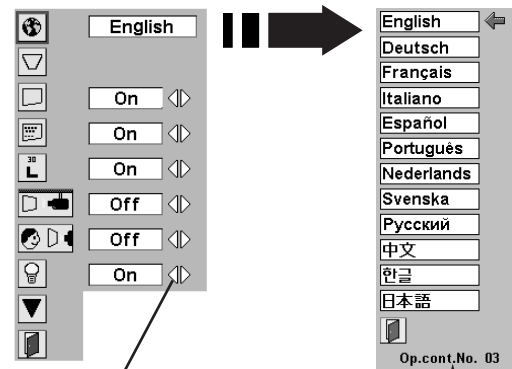 English
On
On
30
L
On
Off
Off
On
English
Deutsch
Français
Italiano
Español
Português
Nederlands
Svenska
Русский
中文
한글
日本語
Op.cont.No. 03